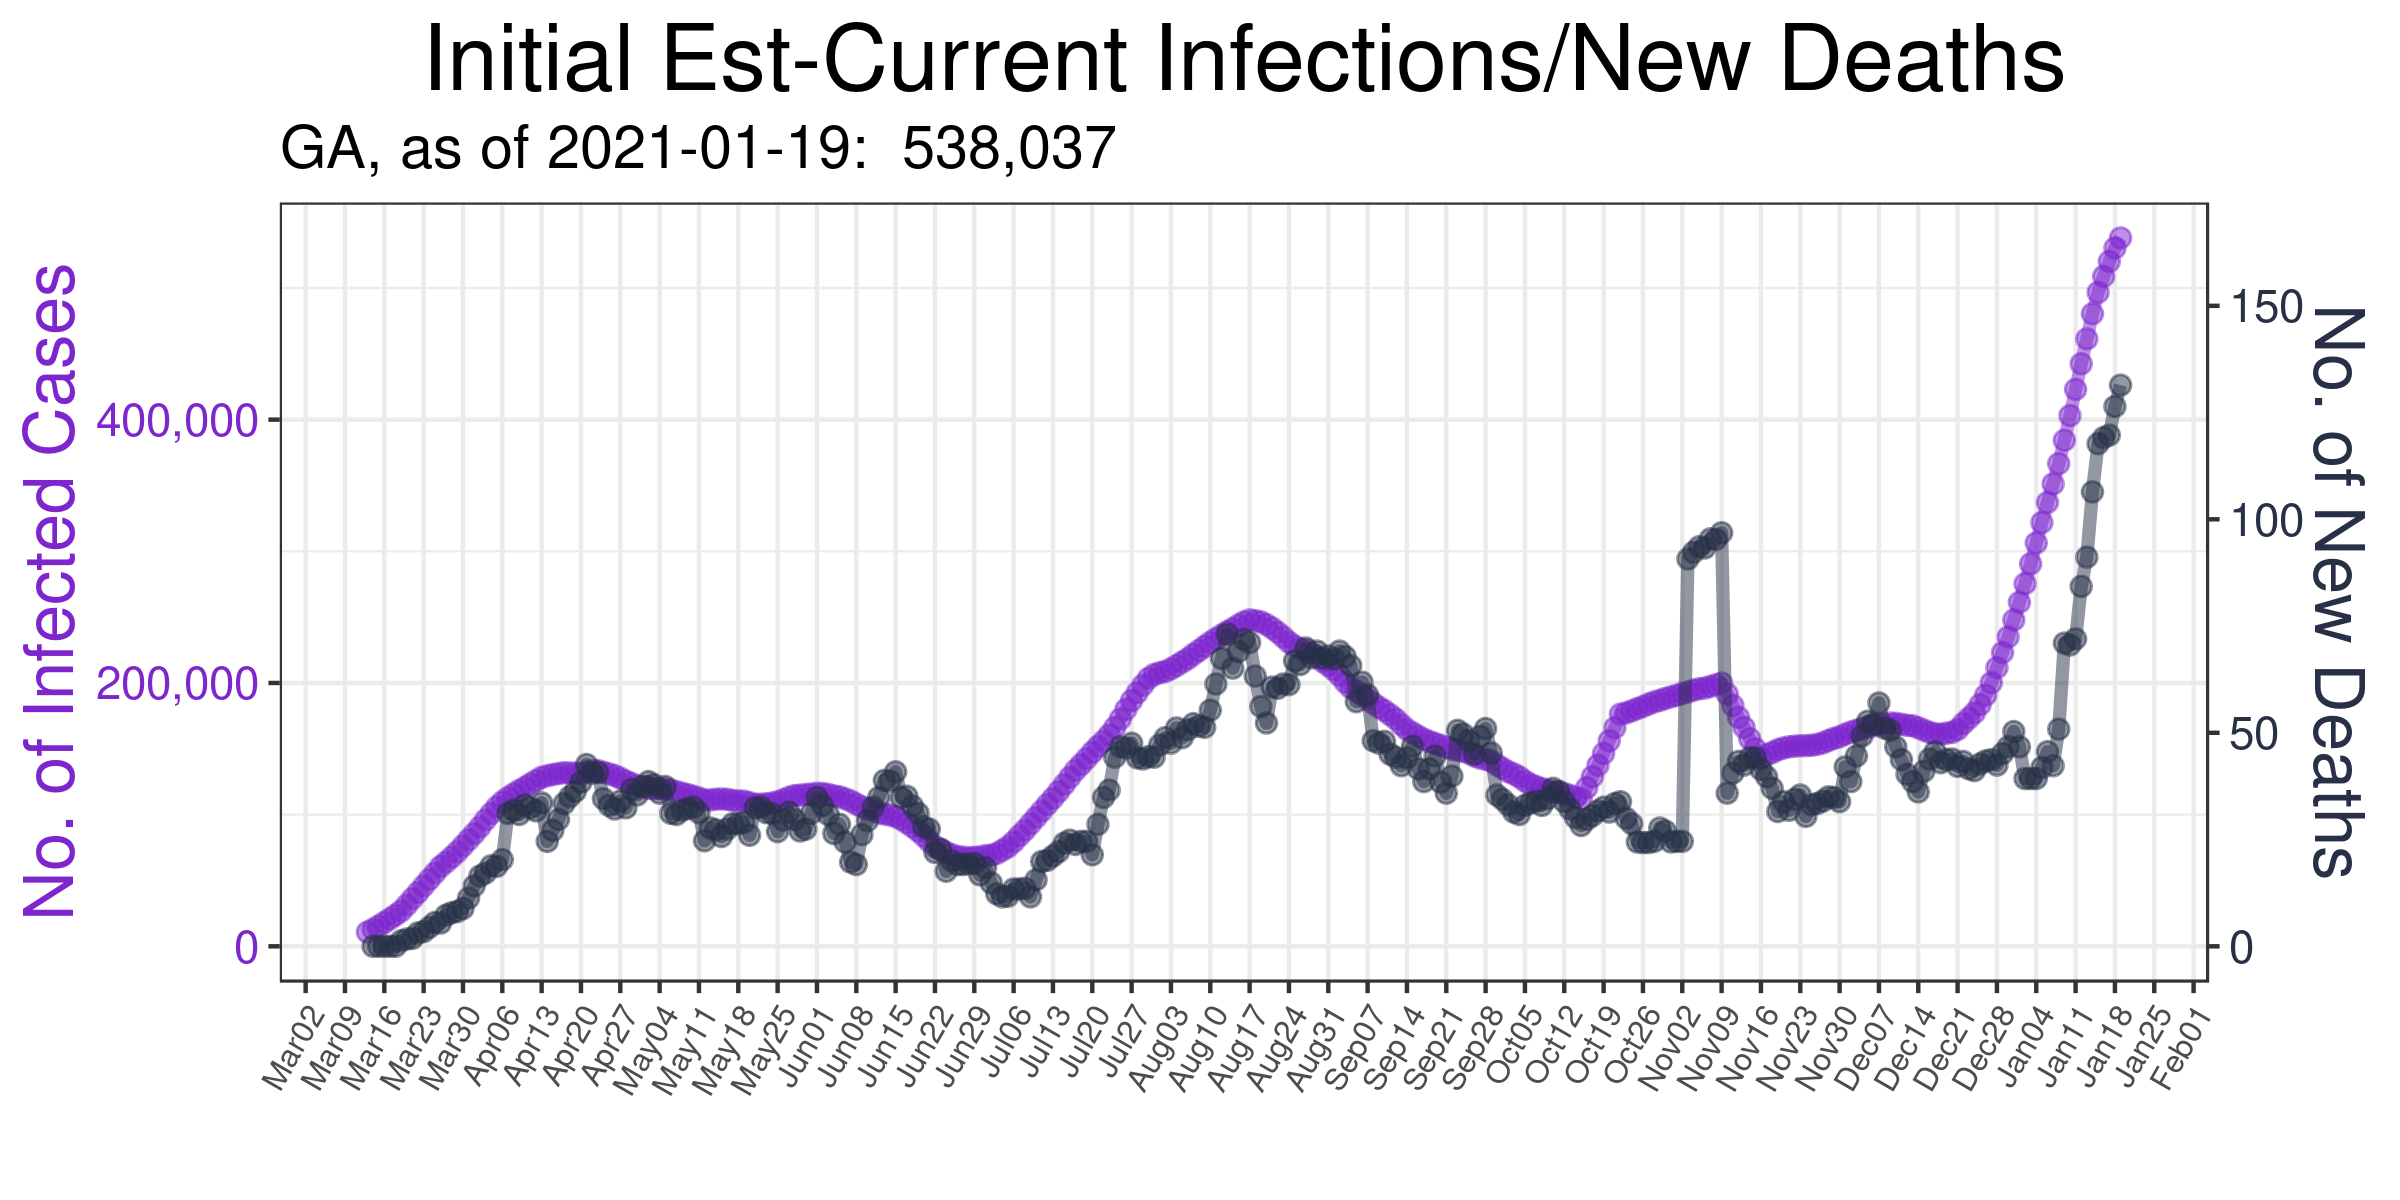 Initial Est-Current Infections/New Deaths
GA, as of 2021-01-19:  538,037
No. of Infected Cases
400,000
200,000
0
150
100
50
0
No. of New Deaths
Mar02
Mar09
Mar16
Mar23
Mar30
Apr06
Apr13
Apr20
Apr27
May04
May11
May18
May25
Jun01
Jun08
Jun15
Jun22
Jun29
Jul06
Jul13
Jul20
Jul27
Aug03
Aug10
Aug17
Aug24
Aug31
Sep07
Sep14
Sep21
Sep28
Oct05
Oct12
Oct19
Oct26
Nov02
Nov09
Nov16
Nov23
Nov30
Dec07
Dec14
Dec21
Dec28
Jan04
Jan11
Jan18
Jan25
Feb01